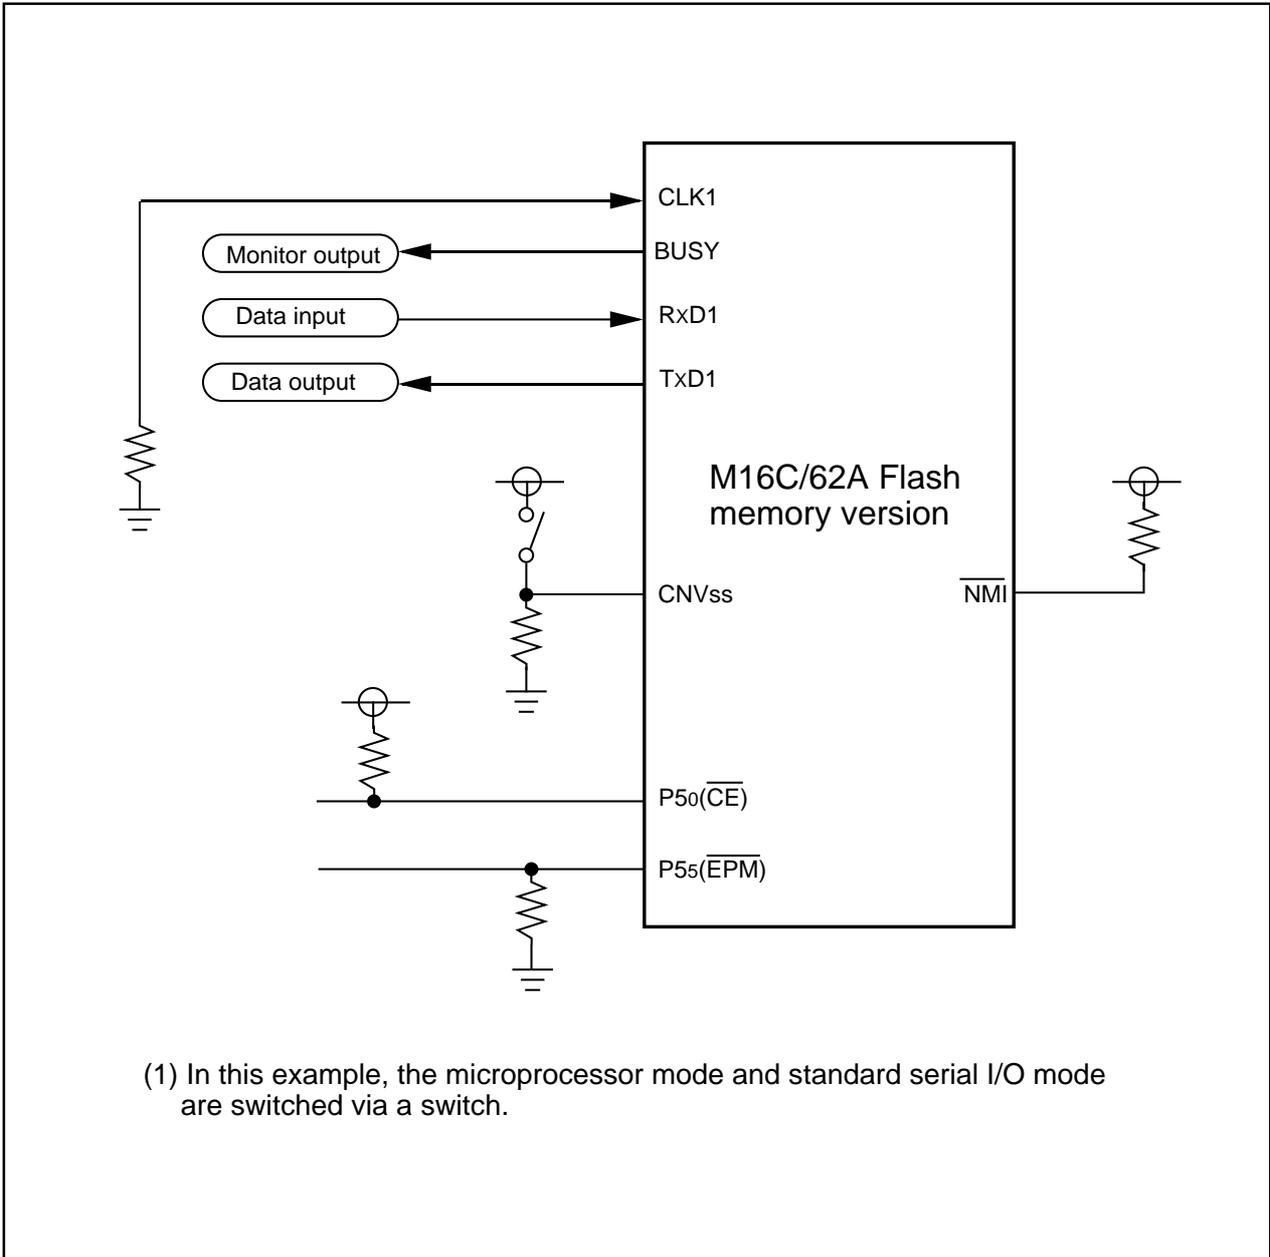 CLK1
Monitor output
BUSY
Data input
RxD1
Data output
TxD1
M16C/62A Flash
memory version
CNVss
NMI
P50(CE)
P55(EPM)
(1) In this example, the microprocessor mode and standard serial I/O mode
are switched via a switch.